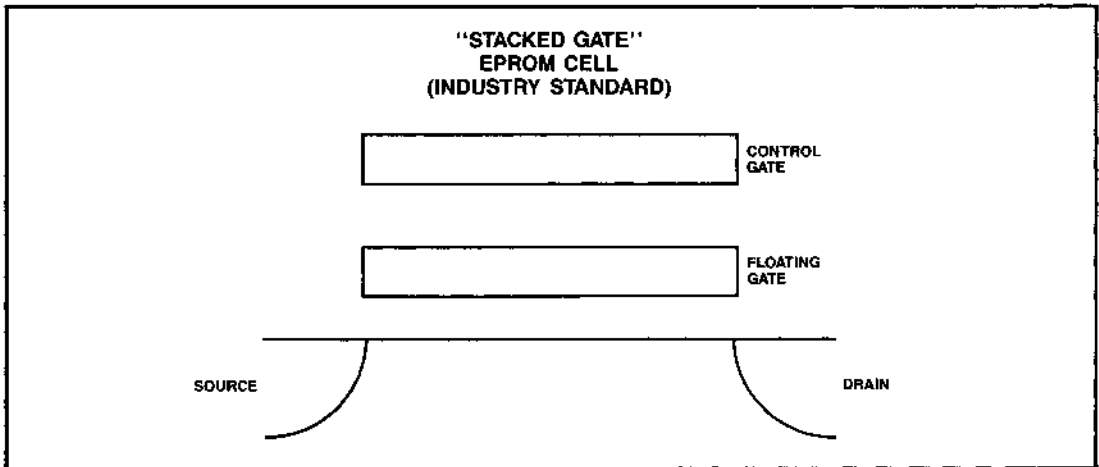 "STACKED GATE"
EPROM CELL
(INDUSTRY STANDARD)
CONTROL
GATE
FLOATING
GATE
SOURCE
DRAIN